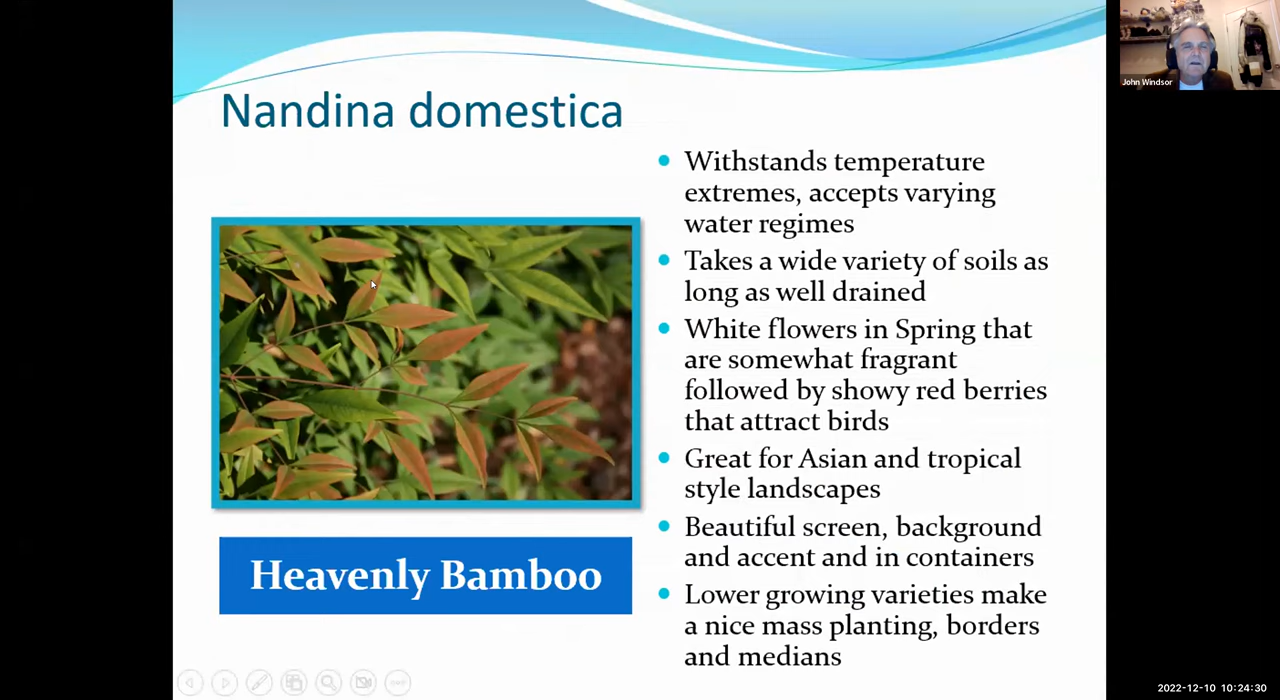 John Windsor
Nandina domestica
Withstands temperature
extremes, accepts varying
water regimes
Takes a wide variety of soils as
long as well drained
White flowers in Spring that
are somewhat fragrant
followed by showy red berries
that attract birds
Great for Asian and tropical
style landscapes
Beautiful screen, background
and accent and in containers
Lower growing varieties make
a nice mass planting, borders
and medians
Heavenly Bamboo
2022-12-10 10:24:30